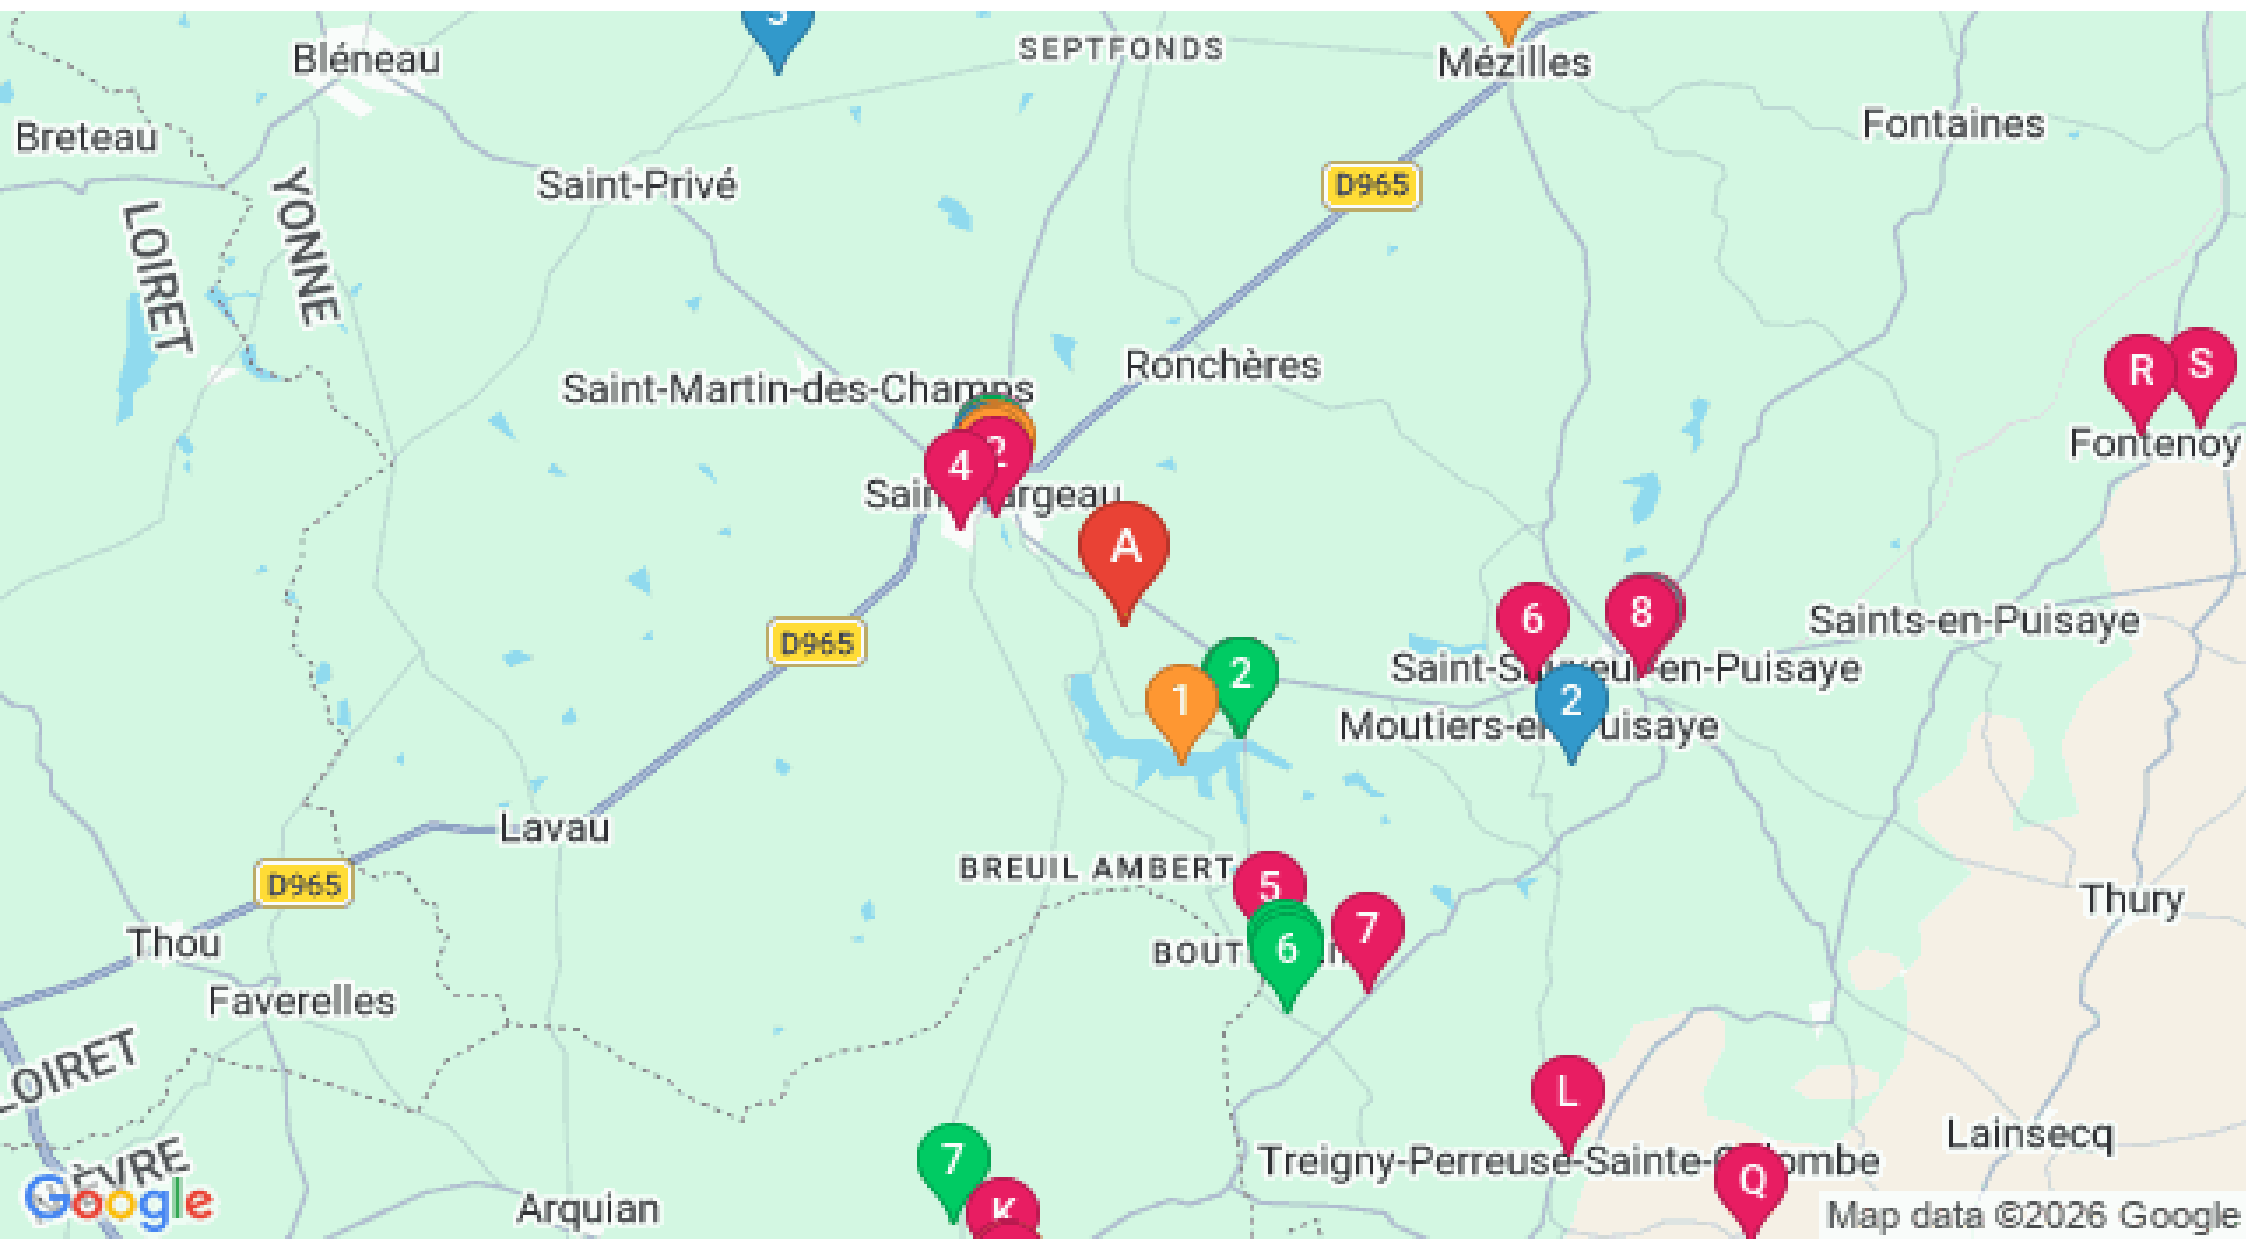 3
SEPTFONDS
Bléneau
Mézilles
Breteau
Fontaines
Saint-Privé
D965
YONNE
LOIRET
Ronchères
R
S
Saint-Martin-des-Champs
Fontenoy
2
4
A
6
8
Saints-en-Puisaye
D965
2
1
2
Moutiers-en-Puisaye
Lavau
BREUIL AMBERT
5
D965
Thury
7
Thou
6
Faverelles
LOIRET
L
Lainsecq
7
Q
K
Arquian
Google
Map data ©2026 Google